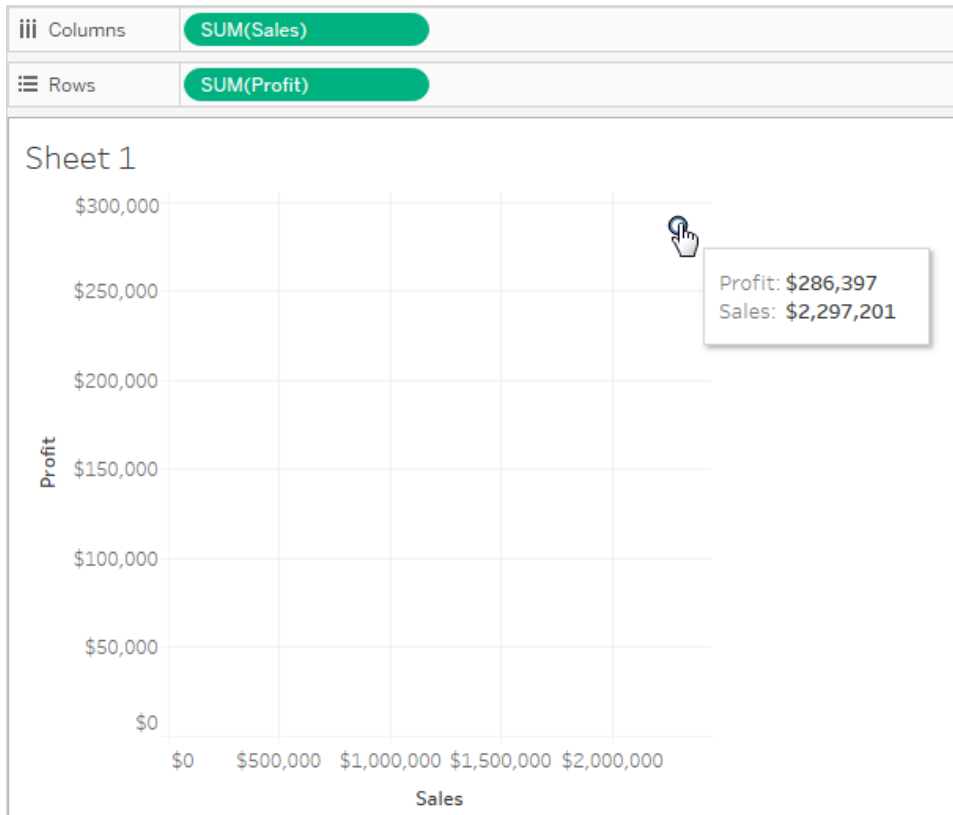 Columns SUM(Sales)
Rows SUM(Profit)
Sheet 1
$300,000
$250,000
$200,000
$150,000
$100,000
$50,000
$0
Profit
Profit: $286,397
Sales: $2,297,201
$0 $500,000 $1,000,000 $1,500,000 $2,000,000
Sales